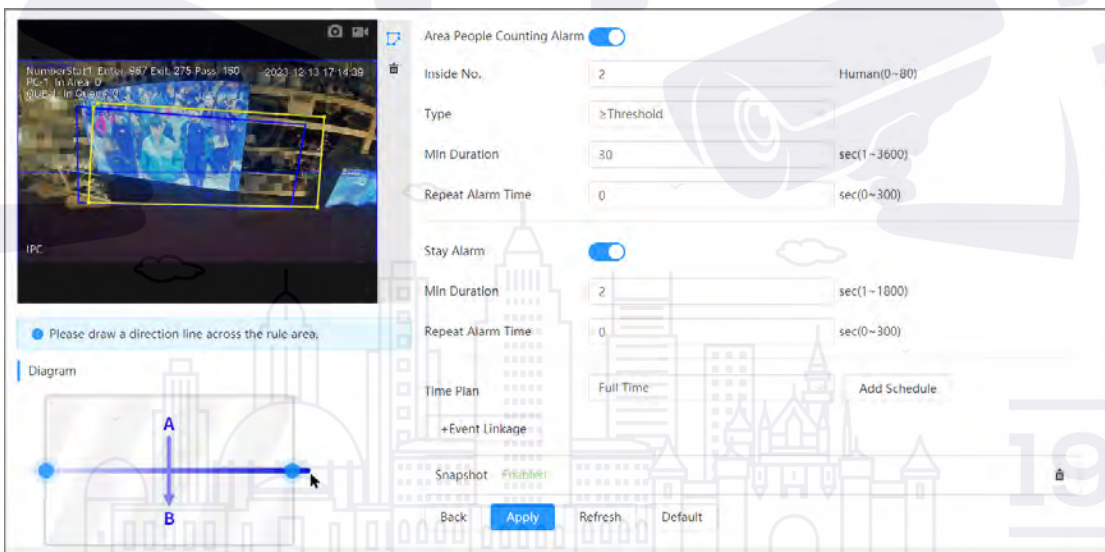 NumberStat1 Enter 967 Exit 275 Pass 160
2023-12-13 17:14:39
PC-1 In Area 0
IPC
Please draw a direction line across the rule area.
Diagram
A
B
Area People Counting Alarm
Inside No. 2 Human(0~80)
Type ≥Threshold
Min Duration 30 sec(1~3600)
Repeat Alarm Time 0 sec(0~300)
Stay Alarm
Min Duration 2 sec(1~1800)
Repeat Alarm Time 0 sec(0~300)
Time Plan Full Time Add Schedule
+Event Linkage
Snapshot Enabled
Back Apply Refresh Default
19